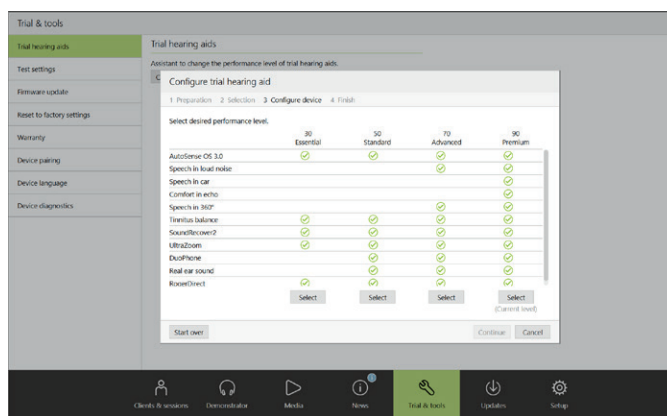 Trial & tools
Trial hearing aids
Test settings
Firmware update
Reset to factory settings
Warranty
Device pairing
Device language
Device diagnostics
Trial hearing aids
Assistant to change the performance level of trial hearing aids.
Configure trial hearing aid
1 Preparation 2 Selection 3 Configure device 4 Finish
Select desired performance level.
30 50 70 90
Essential Standard Advanced Premium
AutoSense OS 3.0
Speech in loud noise
Speech in car
Comfort in echo
Speech in 360°
Tinnitus balance
SoundRecover2
UltraZoom
DuoPhone
Real ear sound
RogerDirect
Select Select Select Select
(Current level)
Start over Continue Cancel
Clients & sessions Demonstrator Media News Trial & tools Updates Setup